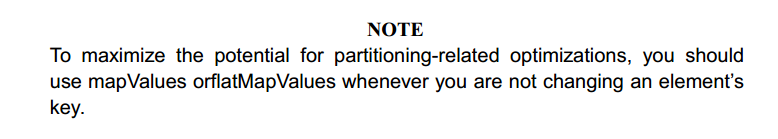 NOTE
To maximize the potential for partitioning-related optimizations, you should
use mapValues orflatMapValues whenever you are not changing an element’s
key.